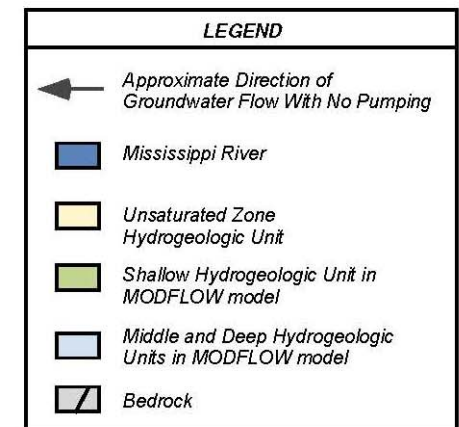 LEGEND
Approximate Direction of
Groundwater Flow With No Pumping
Mississippi River
Unsaturated Zone
Hydrogeologic Unit
Shallow Hydrogeologic Unit in
MODFLOW model
Middle and Deep Hydrogeologic
Units in MODFLOW model
Bedrock